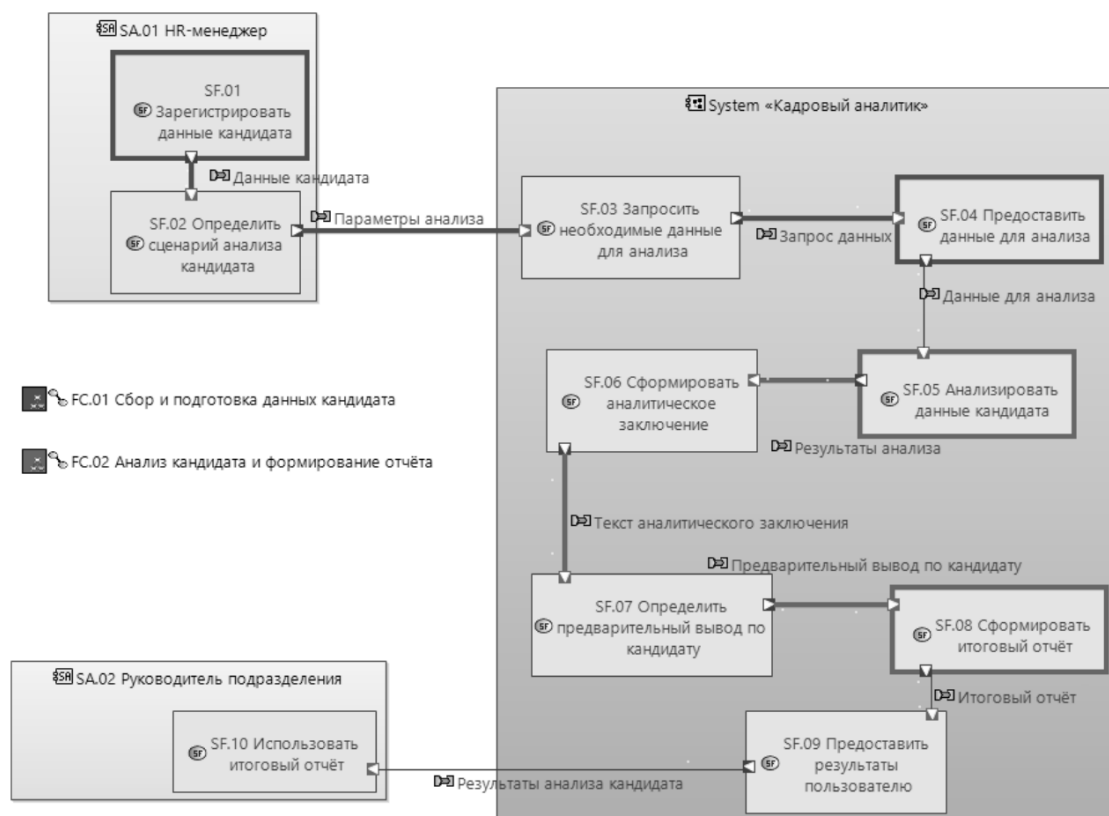 SA.01 HR-менеджер
SF.01
Зарегистрировать
данные кандидата
Данные кандидата
SF.02 Определить
сценарий анализа
кандидата
Параметры анализа
System «Кадровый аналитик»
SF.03 Запросить
необходимые данные
для анализа
Запрос данных
SF.04 Предоставить
данные для анализа
Данные для анализа
SF.05 Анализировать
данные кандидата
Результаты анализа
SF.06 Сформировать
аналитическое
заключение
FC.01 Сбор и подготовка данных кандидата
FC.02 Анализ кандидата и формирование отчёта
Текст аналитического заключения
Предварительный вывод по кандидату
SF.07 Определить
предварительный вывод по
кандидату
SF.08 Сформировать
итоговый отчёт
Итоговый отчёт
SA.02 Руководитель подразделения
SF.10 Использовать
итоговый отчёт
Результаты анализа кандидата
SF.09 Предоставить
результаты
пользователю